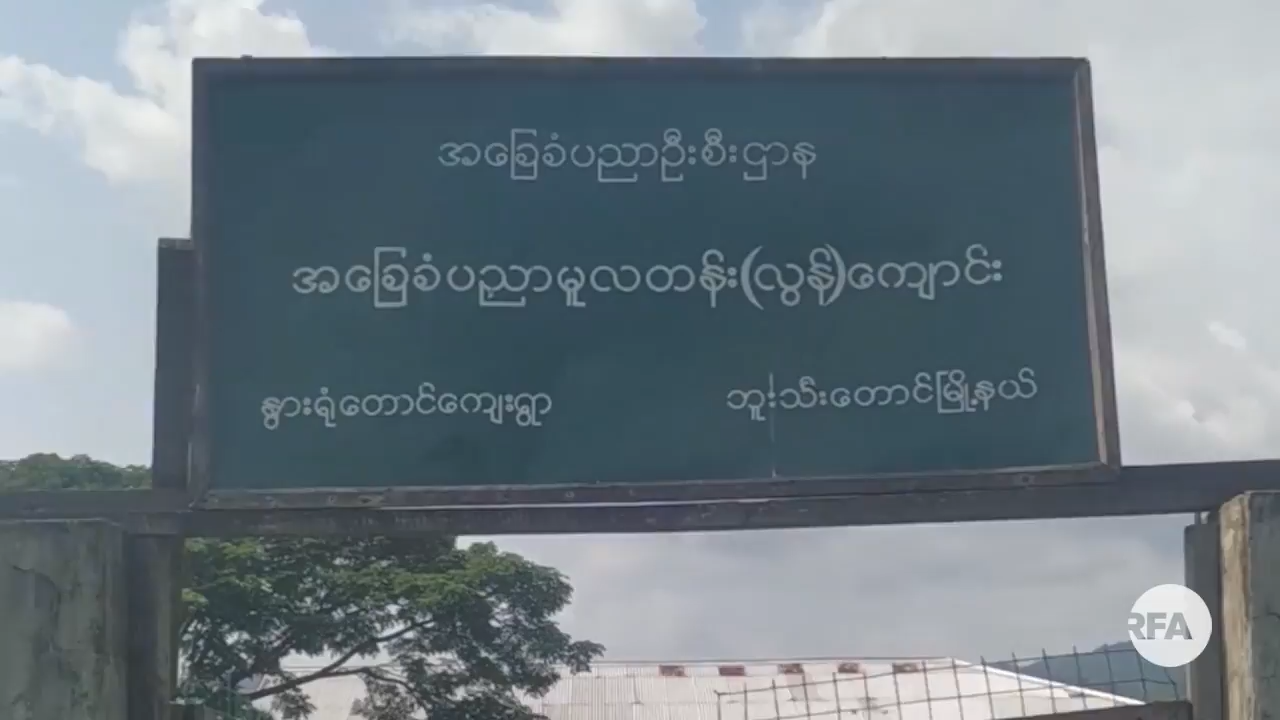 အခြေခံပညာဦးစီးဌာန
အခြေခံပညာမူလတန်း(လွန်)ကျောင်း
နွားရုံတောင်ကျေးရွာ ဘူးသီးတောင်မြို့နယ်
RFA